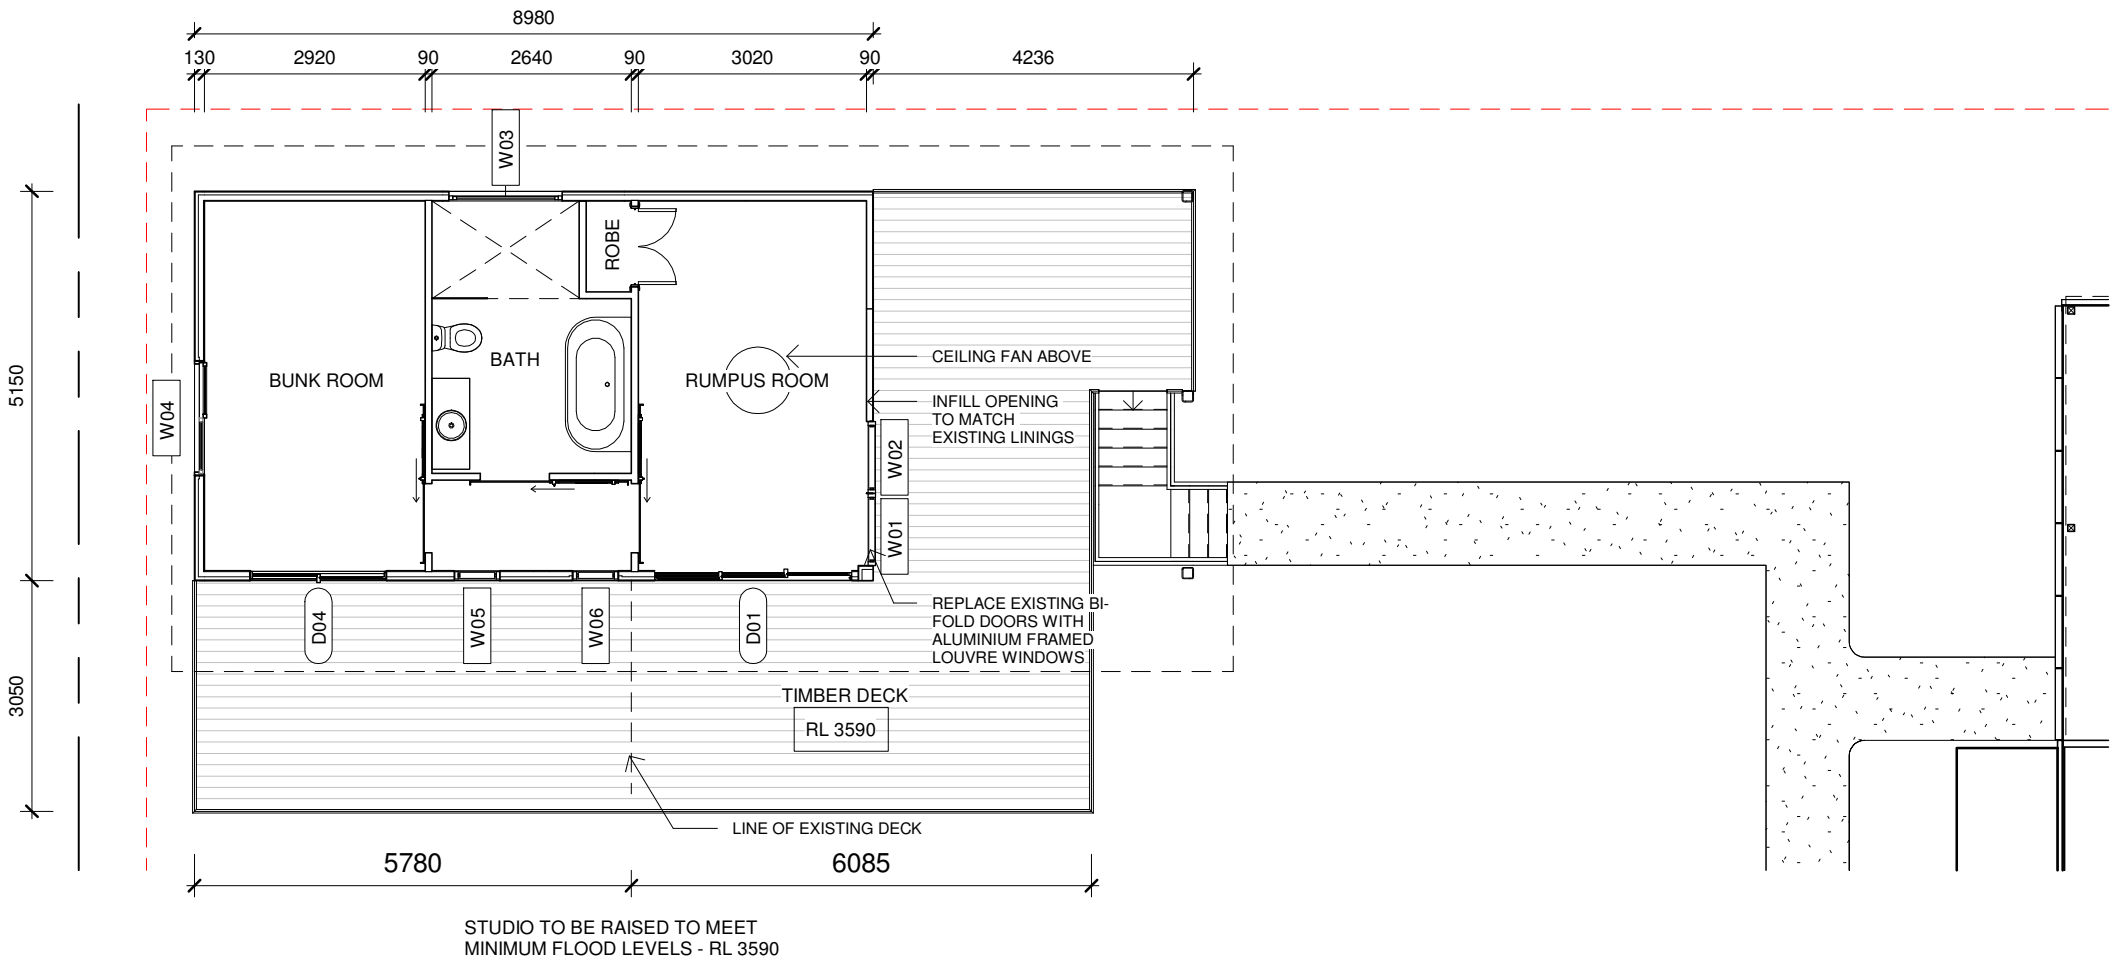 8980
130
2920
90
2640
90
3020
90
4236
W03
ROBE
5150
BATH
CEILING FAN ABOVE
BUNK ROOM
RUMPUS ROOM
W04
INFILL OPENING
TO MATCH
EXISTING LININGS
W02
W01
D04
W05
W06
D01
REPLACE EXISTING BI-
FOLD DOORS WITH
ALUMINIUM FRAMED
LOUVRE WINDOWS
3050
TIMBER DECK
RL 3590
LINE OF EXISTING DECK
5780
6085
STUDIO TO BE RAISED TO MEET
MINIMUM FLOOD LEVELS - RL 3590